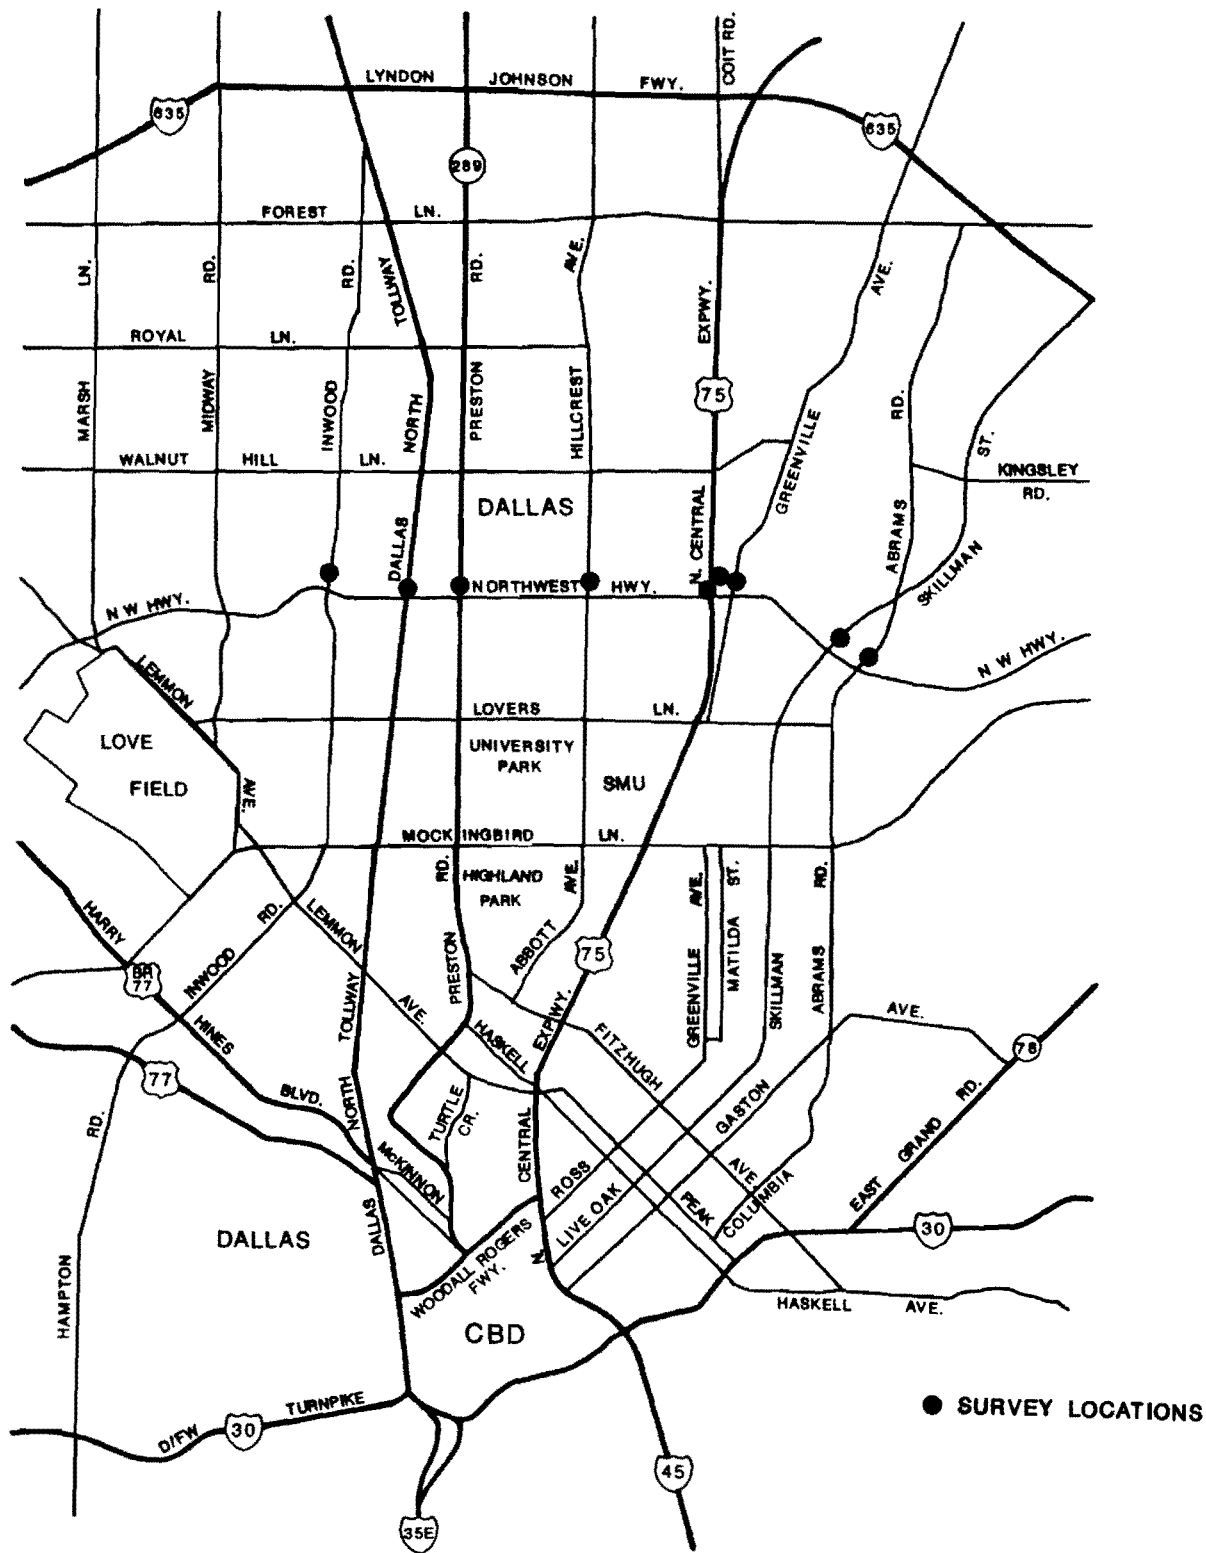 COIT RD.
LYNDON JOHNSON FWY.
635
635
289
FOREST LN.
LN.
RD.
RD.
TOLLWAY
RD.
AVE.
EXPWY.
AVE.
ROYAL LN.
MARSH
MIDWAY
INWOOD
NORTH
PRESTON
HILLCREST
75
GREENVILLE
RD.
ST.
WALNUT HILL LN.
KINGSLEY
RD.
DALLAS
DALLAS
N. CENTRAL
ABRAMS
SKILLMAN
N W HWY.
NORTHWEST HWY.
N W HWY.
LEMMON
AVE.
LOVERS LN.
LOVE
FIELD
UNIVERSITY
PARK
SMU
MOCKINGBIRD LN.
RD.
HIGHLAND
PARK
AVE.
AVE.
ST.
RD.
HARRY
HINES
BLVD.
BR
77
INWOOD
RD.
LEMMON
AVE.
PRESTON
ABBOTT
75
GREENVILLE
MATILDA
SKILLMAN
ABRAMS
AVE.
TOLLWAY
HASKELL
EXPWY.
FITZHUGH
AVE
78
77
NORTH
TURTLE
CR.
GASTON
RD.
EAST GRAND RD.
McKINNON
CENTRAL
N.
ROSS
LIVE OAK
PEAK
COLUMBIA
DALLAS
DALLAS
30
WOODALL ROGERS
FWY.
HAMPTON
HASKELL AVE.
CBD
SURVEY LOCATIONS
D/FW
30
TURNPIKE
45
35E